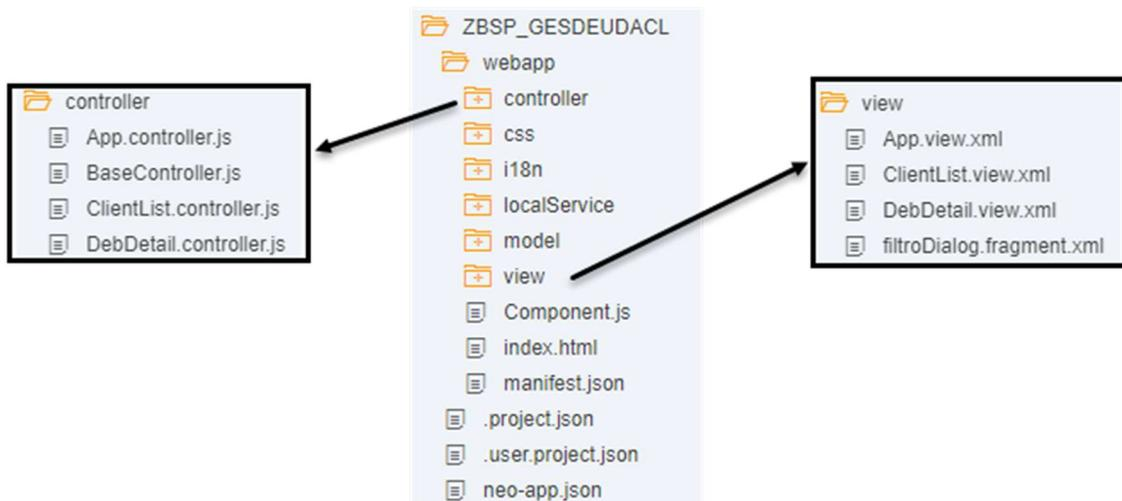 ZBSP_GESDEUDACL
webapp
controller
css
i18n
localService
model
view
Component.js
index.html
manifest.json
.project.json
.user.project.json
neo-app.json
controller
App.controller.js
BaseController.js
ClientList.controller.js
DebDetail.controller.js
view
App.view.xml
ClientList.view.xml
DebDetail.view.xml
filtroDialog.fragment.xml